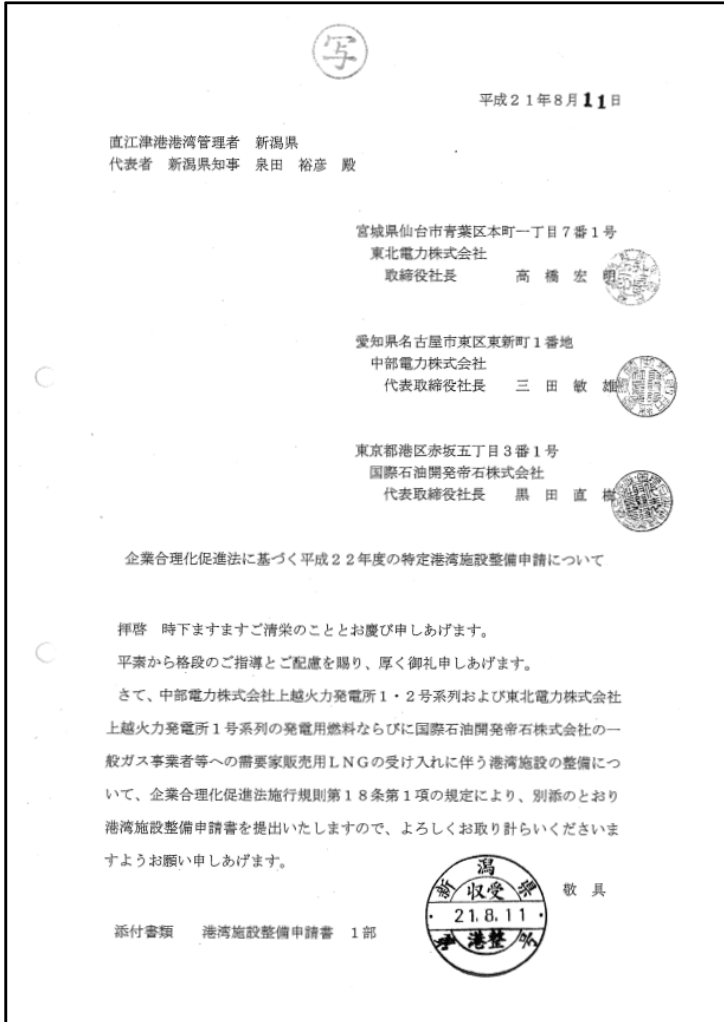 写
平成21年8月11日
直江津港港湾管理者 新潟県
代表者 新潟県知事 泉田 裕彦 殿
宮城県仙台市青葉区本町一丁目7番1号
東北電力株式会社
取締役社長 高橋宏明
愛知県名古屋市東区東新町1番地
中部電力株式会社
代表取締役社長 三田敏雄
東京都港区赤坂五丁目3番1号
国際石油開発帝石株式会社
代表取締役社長 黒田直樹
企業合理化促進法に基づく平成22年度の特定港湾施設整備申請について
拝啓 時下ますますご清栄のこととお慶び申しあげます。
平素から格段のご指導とご配慮を賜り、厚く御礼申しあげます。
さて、中部電力株式会社上越火力発電所1・2号系列および東北電力株式会社
上越火力発電所1号系列の発電用燃料ならびに国際石油開発帝石株式会社の一
般ガス事業者等への需要家販売用LNGの受け入れに伴う港湾施設の整備につ
いて、企業合理化促進法施行規則第18条第1項の規定により、別添のとおり
港湾施設整備申請書を提出いたしますので、よろしくお取り計らいくださいま
すようお願い申しあげます。
敬具
新潟県
収受
21.8.11
港整
添付書類 港湾施設整備申請書 1部